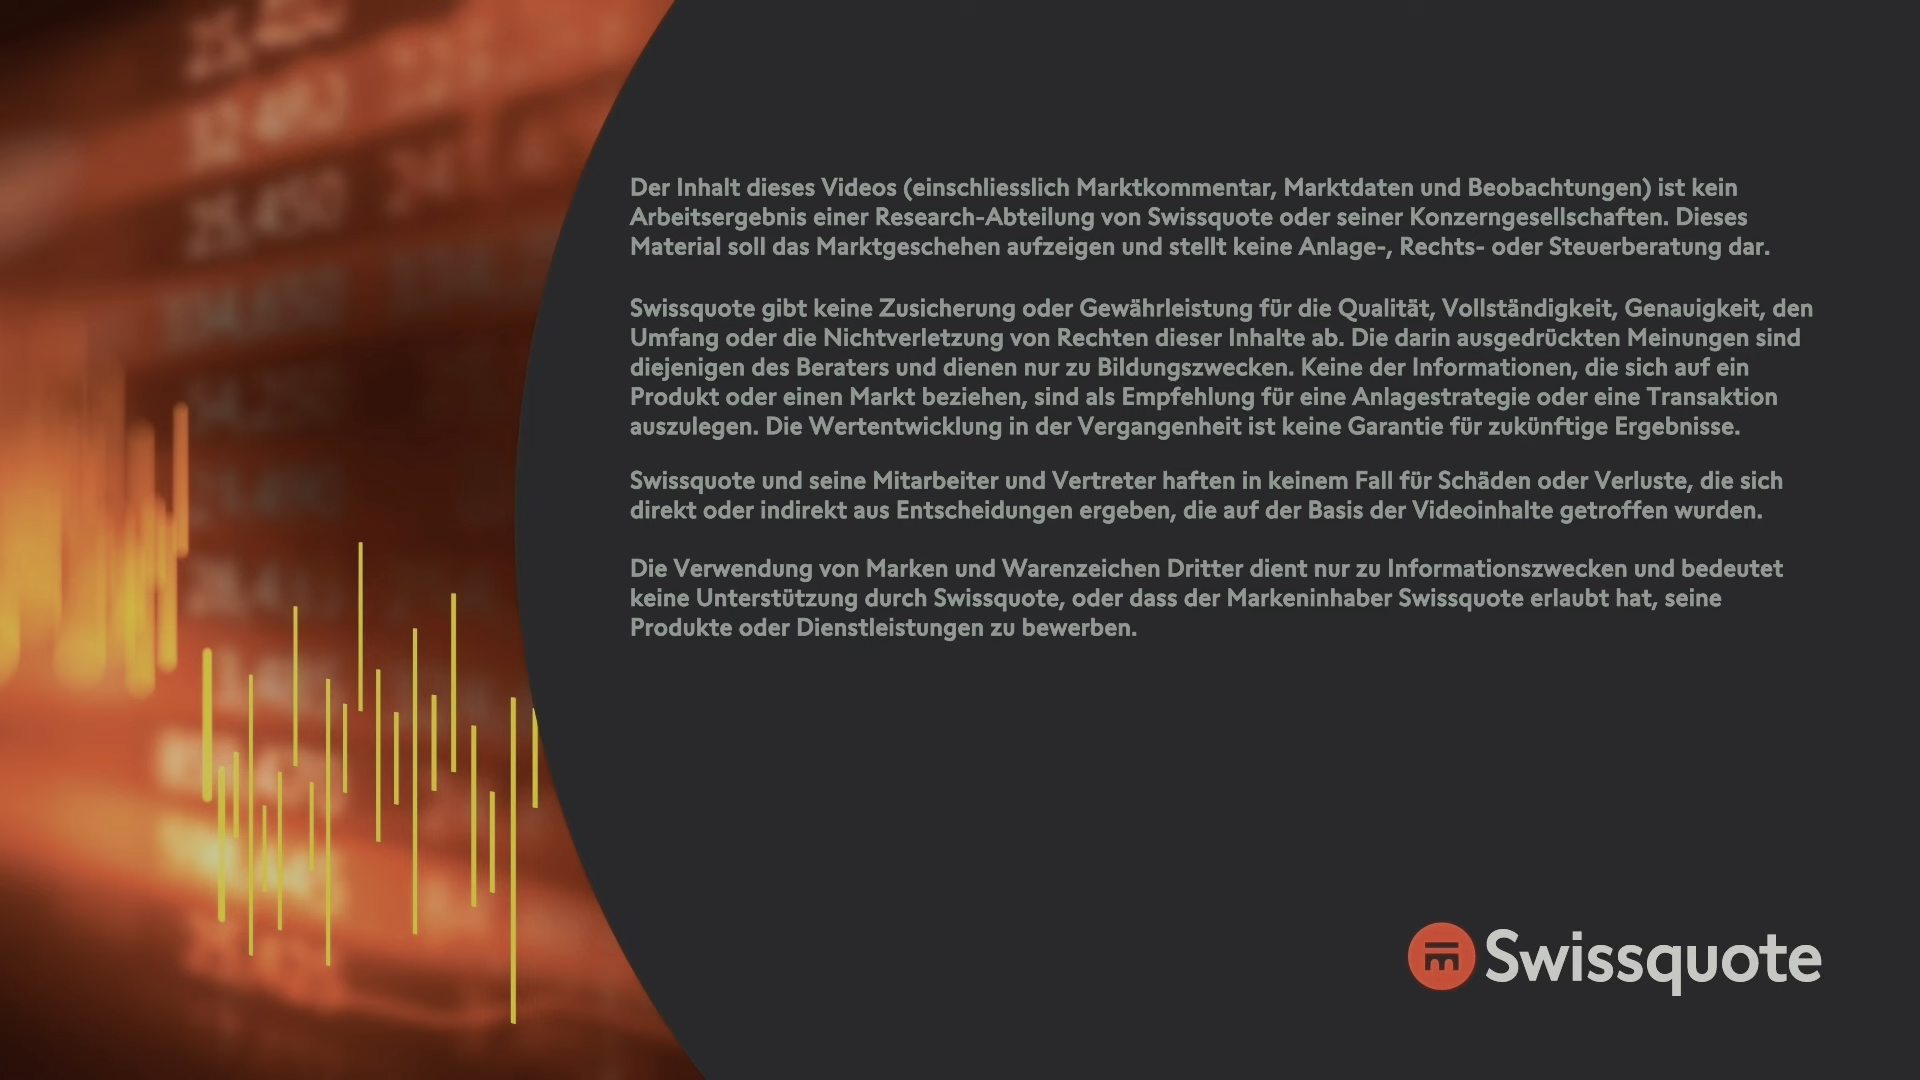 Der Inhalt dieses Videos (einschliesslich Marktkommentar, Marktdaten und Beobachtungen) ist kein
Arbeitsergebnis einer Research-Abteilung von Swissquote oder seiner Konzerngesellschaften. Dieses
Material soll das Marktgeschehen aufzeigen und stellt keine Anlage-, Rechts- oder Steuerberatung dar.
Swissquote gibt keine Zusicherung oder Gewährleistung für die Qualität, Vollständigkeit, Genauigkeit, den
Umfang oder die Nichtverletzung von Rechten dieser Inhalte ab. Die darin ausgedrückten Meinungen sind
diejenigen des Beraters und dienen nur zu Bildungszwecken. Keine der Informationen, die sich auf ein
Produkt oder einen Markt beziehen, sind als Empfehlung für eine Anlagestrategie oder eine Transaktion
auszulegen. Die Wertentwicklung in der Vergangenheit ist keine Garantie für zukünftige Ergebnisse.
Swissquote und seine Mitarbeiter und Vertreter haften in keinem Fall für Schäden oder Verluste, die sich
direkt oder indirekt aus Entscheidungen ergeben, die auf der Basis der Videoinhalte getroffen wurden.
Die Verwendung von Marken und Warenzeichen Dritter dient nur zu Informationszwecken und bedeutet
keine Unterstützung durch Swissquote, oder dass der Markeninhaber Swissquote erlaubt hat, seine
Produkte oder Dienstleistungen zu bewerben.
Swissquote